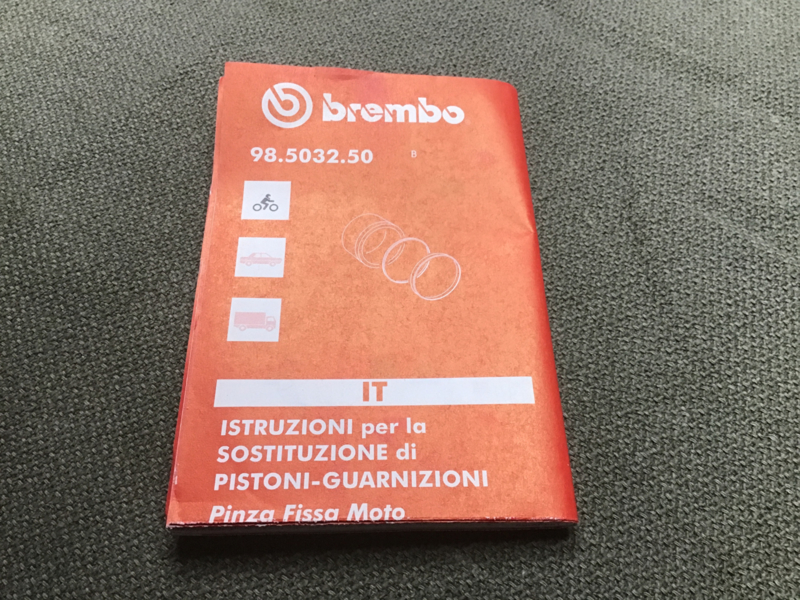 brembo
98.5032.50 B
IT
ISTRUZIONI per la
SOSTITUZIONE di
PISTONI-GUARNIZIONI
Pinza Fissa Moto